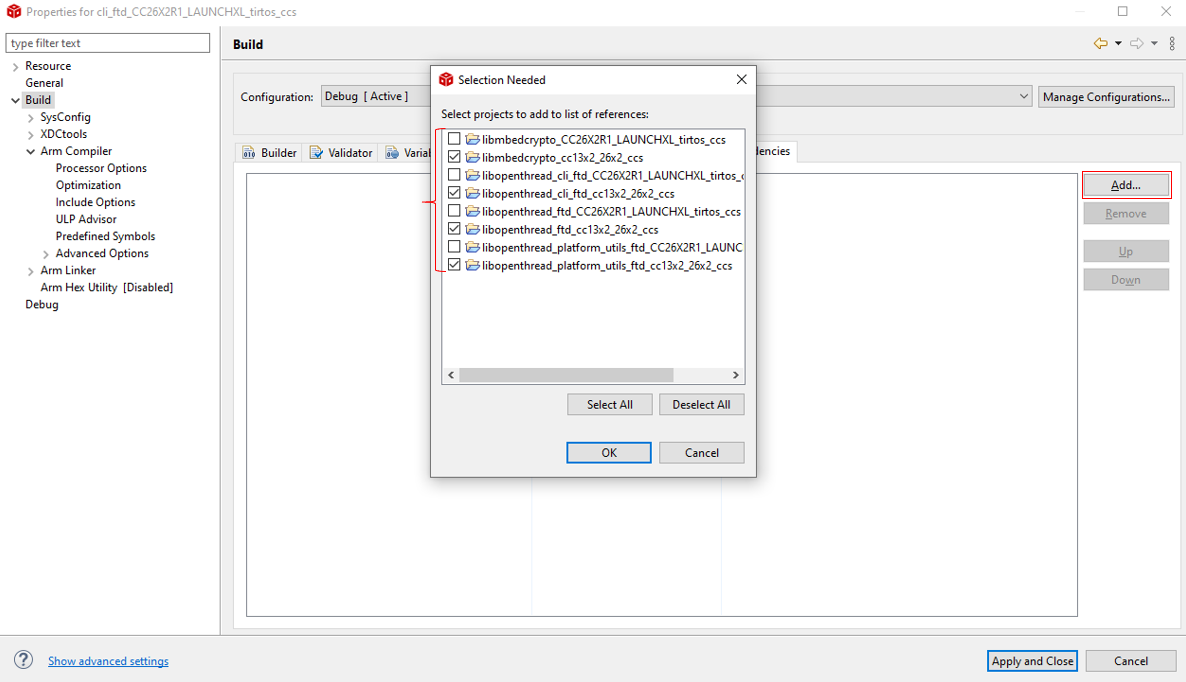 Properties for cli_ftd_CC26X2R1_LAUNCHXL_tirtos_ccs
type filter text
Resource
General
Build
SysConfig
XDCtools
Arm Compiler
Processor Options
Optimization
Include Options
ULP Advisor
Predefined Symbols
Advanced Options
Arm Linker
Arm Hex Utility [Disabled]
Debug
Build
Configuration: Debug [ Active ] Manage Configurations...
Builder Validator Varial dencies
Add...
Remove
Up
Down
Selection Needed
Select projects to add to list of references:
libmbedcrypto_CC26X2R1_LAUNCHXL_tirtos_ccs
libmbedcrypto_cc13x2_26x2_ccs
libopenthread_cli_ftd_CC26X2R1_LAUNCHXL_tirtos_c
libopenthread_cli_ftd_cc13x2_26x2_ccs
libopenthread_ftd_CC26X2R1_LAUNCHXL_tirtos_ccs
libopenthread_ftd_cc13x2_26x2_ccs
libopenthread_platform_utils_ftd_CC26X2R1_LAUNC
libopenthread_platform_utils_ftd_cc13x2_26x2_ccs
Select All Deselect All
OK Cancel
? Show advanced settings
Apply and Close Cancel